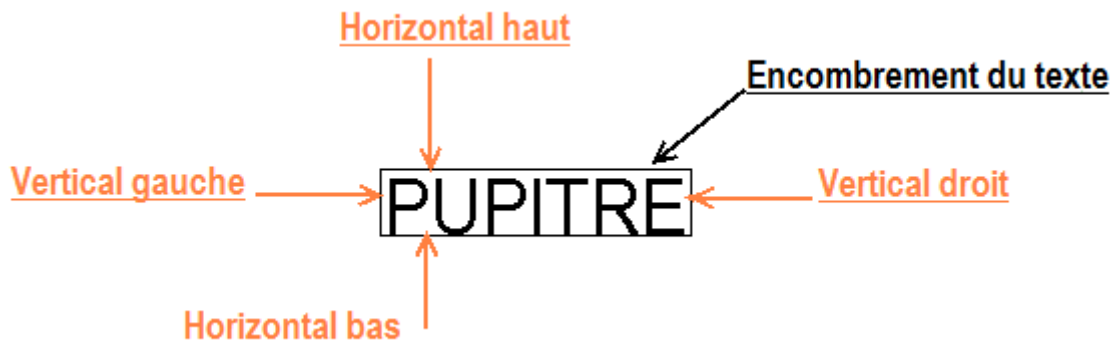 Horizontal haut
Encombrement du texte
Vertical gauche
PUPITRE
Vertical droit
Horizontal bas